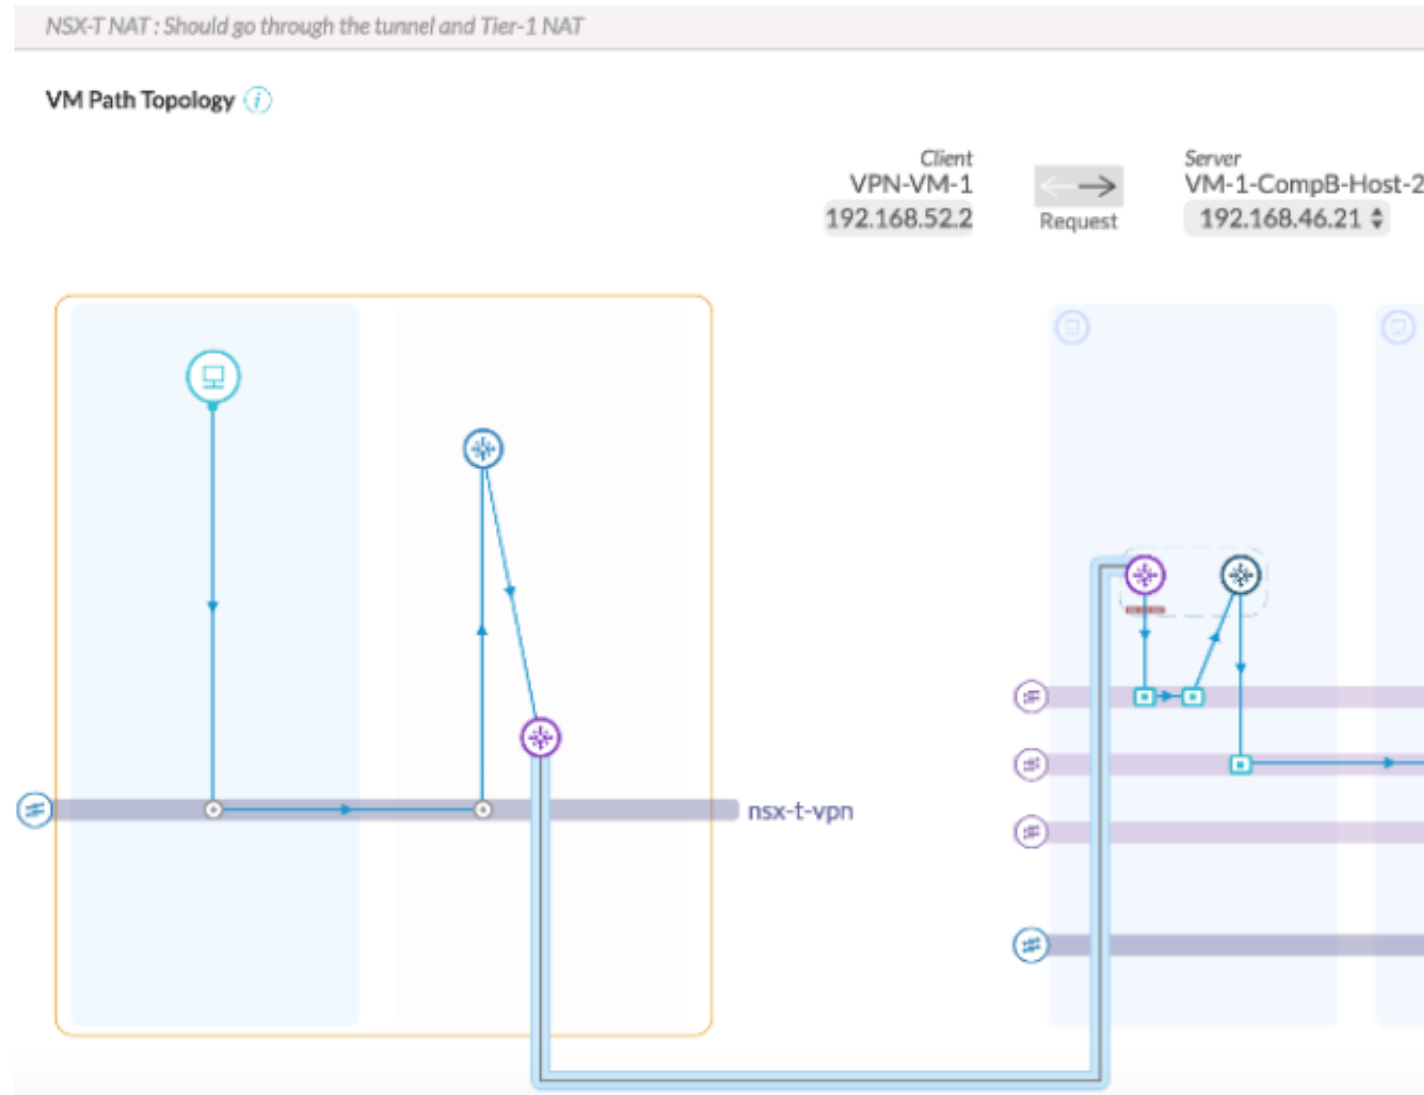 NSX-T NAT : Should go through the tunnel and Tier-1 NAT
VM Path Topology
Client
VPN-VM-1
192.168.52.2
Request
Server
VM-1-CompB-Host-2
192.168.46.21
nsx-t-vpn